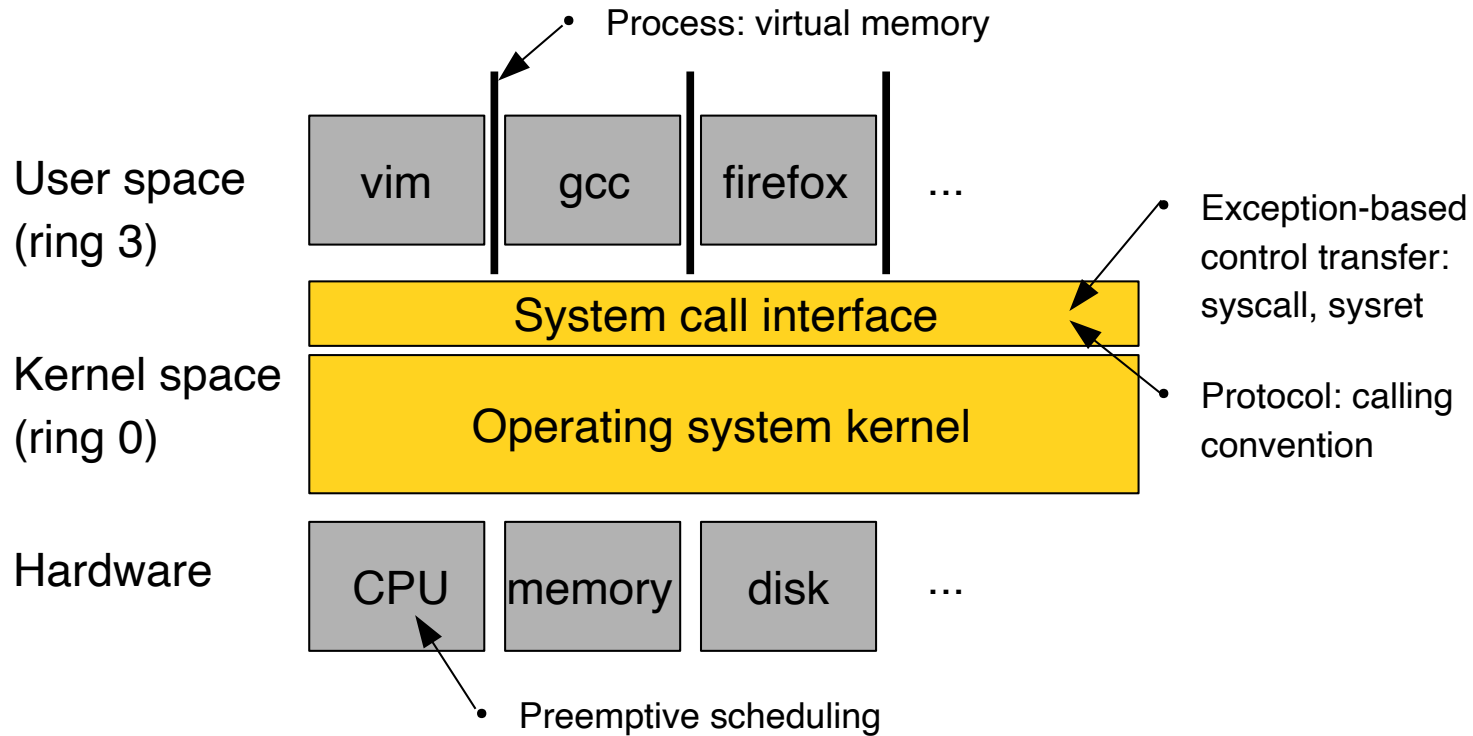 • Process: virtual memory
User space
(ring 3)
vim
gcc
firefox
...
• Exception-based
control transfer:
syscall, sysret
System call interface
Kernel space
(ring 0)
Operating system kernel
• Protocol: calling
convention
Hardware
CPU
memory
disk
...
• Preemptive scheduling